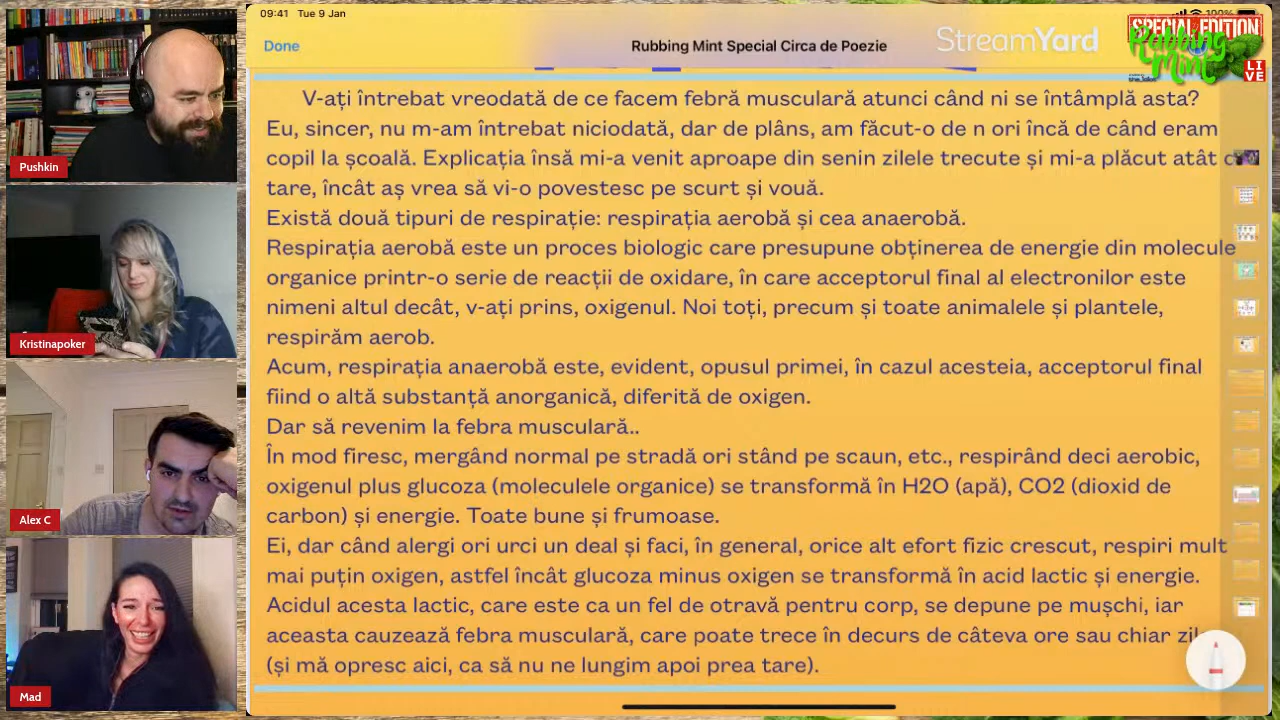 09:41 Tue 9 Jan
100%
Done
Rubbing Mint Special Circa de Poezie
StreamYard
SPECIAL EDITION
Rubbing
Mint
LIVE
V-ați întrebat vreodată de ce facem febră musculară atunci când ni se întâmplă asta?
Eu, sincer, nu m-am întrebat niciodată, dar de plâns, am făcut-o de n ori încă de când eram
copil la școală. Explicația însă mi-a venit aproape din senin zilele trecute și mi-a plăcut atât
tare, încât aș vrea să vi-o povestesc pe scurt și vouă.
Există două tipuri de respirație: respirația aerobă și cea anaerobă.
Respirația aerobă este un proces biologic care presupune obținerea de energie din molecule
organice printr-o serie de reacții de oxidare, în care acceptorul final al electronilor este
nimeni altul decât, v-ați prins, oxigenul. Noi toți, precum și toate animalele și plantele,
respirăm aerob.
Acum, respirația anaerobă este, evident, opusul primei, în cazul acesteia, acceptorul final
fiind o altă substanță anorganică, diferită de oxigen.
Dar să revenim la febra musculară..
În mod firesc, mergând normal pe stradă ori stând pe scaun, etc., respirând deci aerobic,
oxigenul plus glucoza (moleculele organice) se transformă în H2O (apă), CO2 (dioxid de
carbon) și energie. Toate bune și frumoase.
Ei, dar când alergi ori urci un deal și faci, în general, orice alt efort fizic crescut, respiri mult
mai puțin oxigen, astfel încât glucoza minus oxigen se transformă în acid lactic și energie.
Acidul acesta lactic, care este ca un fel de otravă pentru corp, se depune pe mușchi, iar
aceasta cauzează febra musculară, care poate trece în decurs de câteva ore sau chiar
(și mă opresc aici, ca să nu ne lungim apoi prea tare).
Pushkin
Kristinapoker
Alex C
Mad